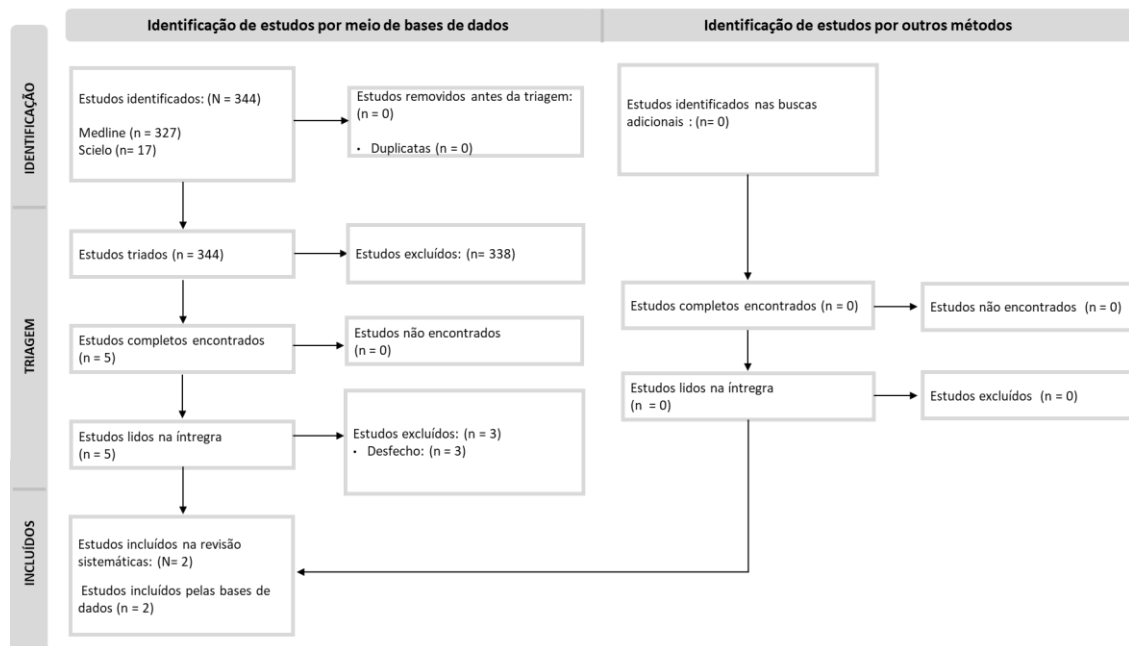 Identificação de estudos por meio de bases de dados
Identificação de estudos por outros métodos
IDENTIFICAÇÃO
Estudos identificados: (N = 344)
Medline (n = 327)
Scielo (n= 17)
Estudos removidos antes da triagem:
(n = 0)
• Duplicatas (n = 0)
Estudos identificados nas buscas
adicionais : (n= 0)
TRIAGEM
Estudos triados (n = 344)
Estudos excluídos: (n= 338)
Estudos completos encontrados
(n = 5)
Estudos não encontrados
(n = 0)
Estudos completos encontrados (n = 0)
Estudos não encontrados (n = 0)
Estudos lidos na íntregra
(n = 5)
Estudos excluídos: (n = 3)
• Desfecho: (n = 3)
Estudos lidos na íntregra
(n = 0)
Estudos excluídos (n = 0)
INCLUÍDOS
Estudos incluídos na revisão
sistemáticas: (N= 2)
Estudos incluídos pelas bases de
dados (n = 2)